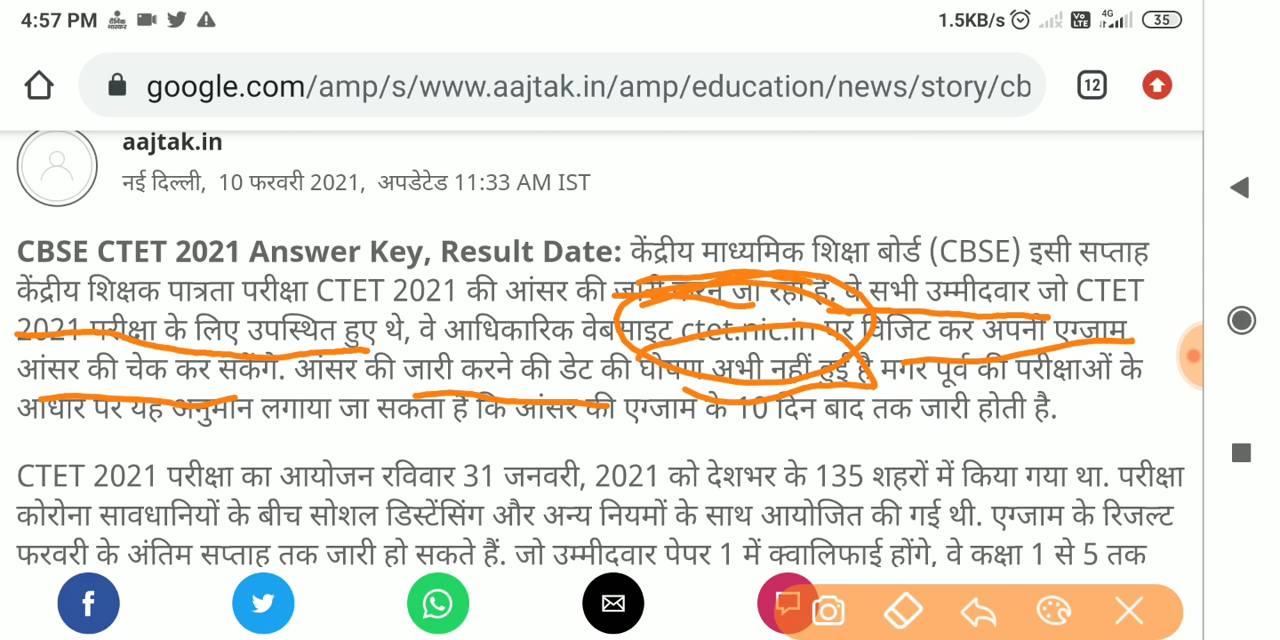 4:57 PM
1.5KB/s
Vo LTE
4G
35
google.com/amp/s/www.aajtak.in/amp/education/news/story/cb
12
aajtak.in
नई दिल्ली, 10 फरवरी 2021, अपडेटेड 11:33 AM IST
CBSE CTET 2021 Answer Key, Result Date: केंद्रीय माध्यमिक शिक्षा बोर्ड (CBSE) इसी सप्ताह
केंद्रीय शिक्षक पात्रता परीक्षा CTET 2021 की आंसर की जारी करने जा रहा है. वे सभी उम्मीदवार जो CTET
2021 परीक्षा के लिए उपस्थित हुए थे, वे आधिकारिक वेबसाइट ctet.nic.in पर विजिट कर अपनी एग्जाम
आंसर की चेक कर सकेंगे. आंसर की जारी करने की डेट की घोषणा अभी नहीं हुई है मगर पूर्व की परीक्षाओं के
आधार पर यह अनुमान लगाया जा सकता है कि आंसर की एग्जाम के 10 दिन बाद तक जारी होती है.
CTET 2021 परीक्षा का आयोजन रविवार 31 जनवरी, 2021 को देशभर के 135 शहरों में किया गया था. परीक्षा
कोरोना सावधानियों के बीच सोशल डिस्टेंसिंग और अन्य नियमों के साथ आयोजित की गई थी. एग्जाम के रिजल्ट
फरवरी के अंतिम सप्ताह तक जारी हो सकते हैं. जो उम्मीदवार पेपर 1 में क्वालिफाई होंगे, वे कक्षा 1 से 5 तक